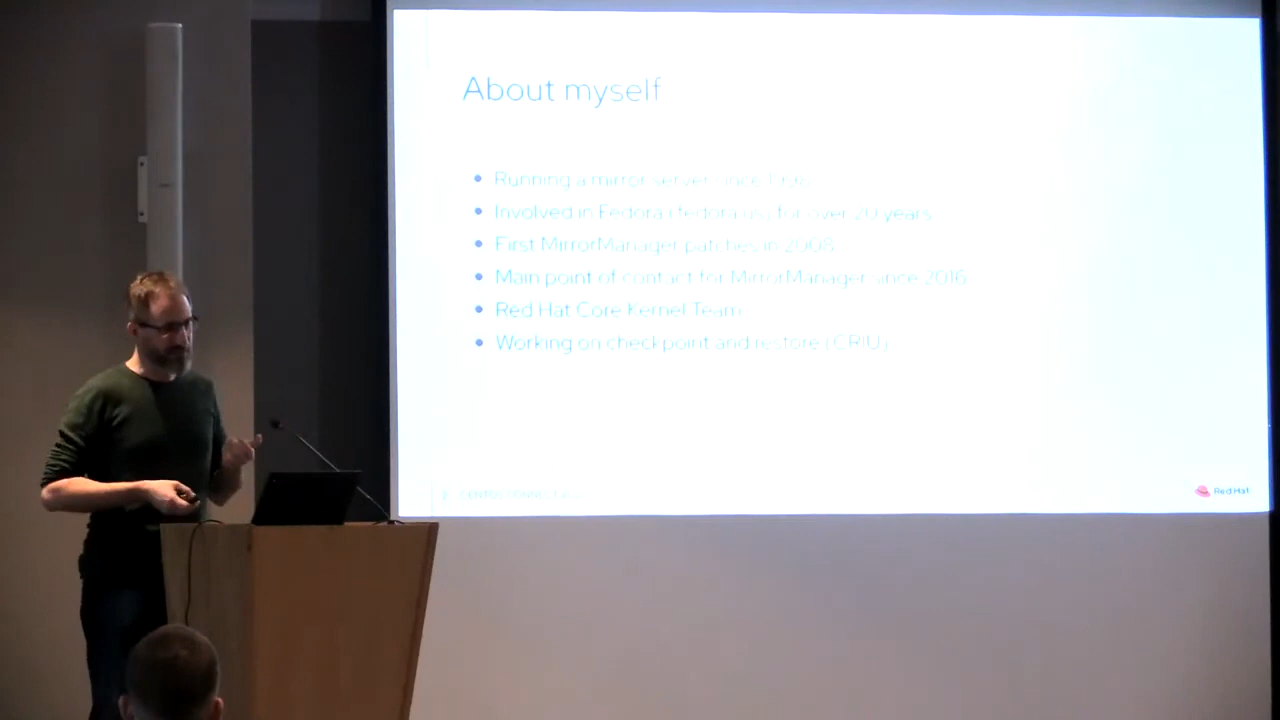 About myself
Running a mirror server since 1998
Involved in Fedora (fedora.us) for over 20 years
First MirrorManager patches in 2008
Main point of contact for MirrorManager since 2016
Red Hat Core Kernel Team
Working on checkpoint and restore (CRIU)
Red Hat